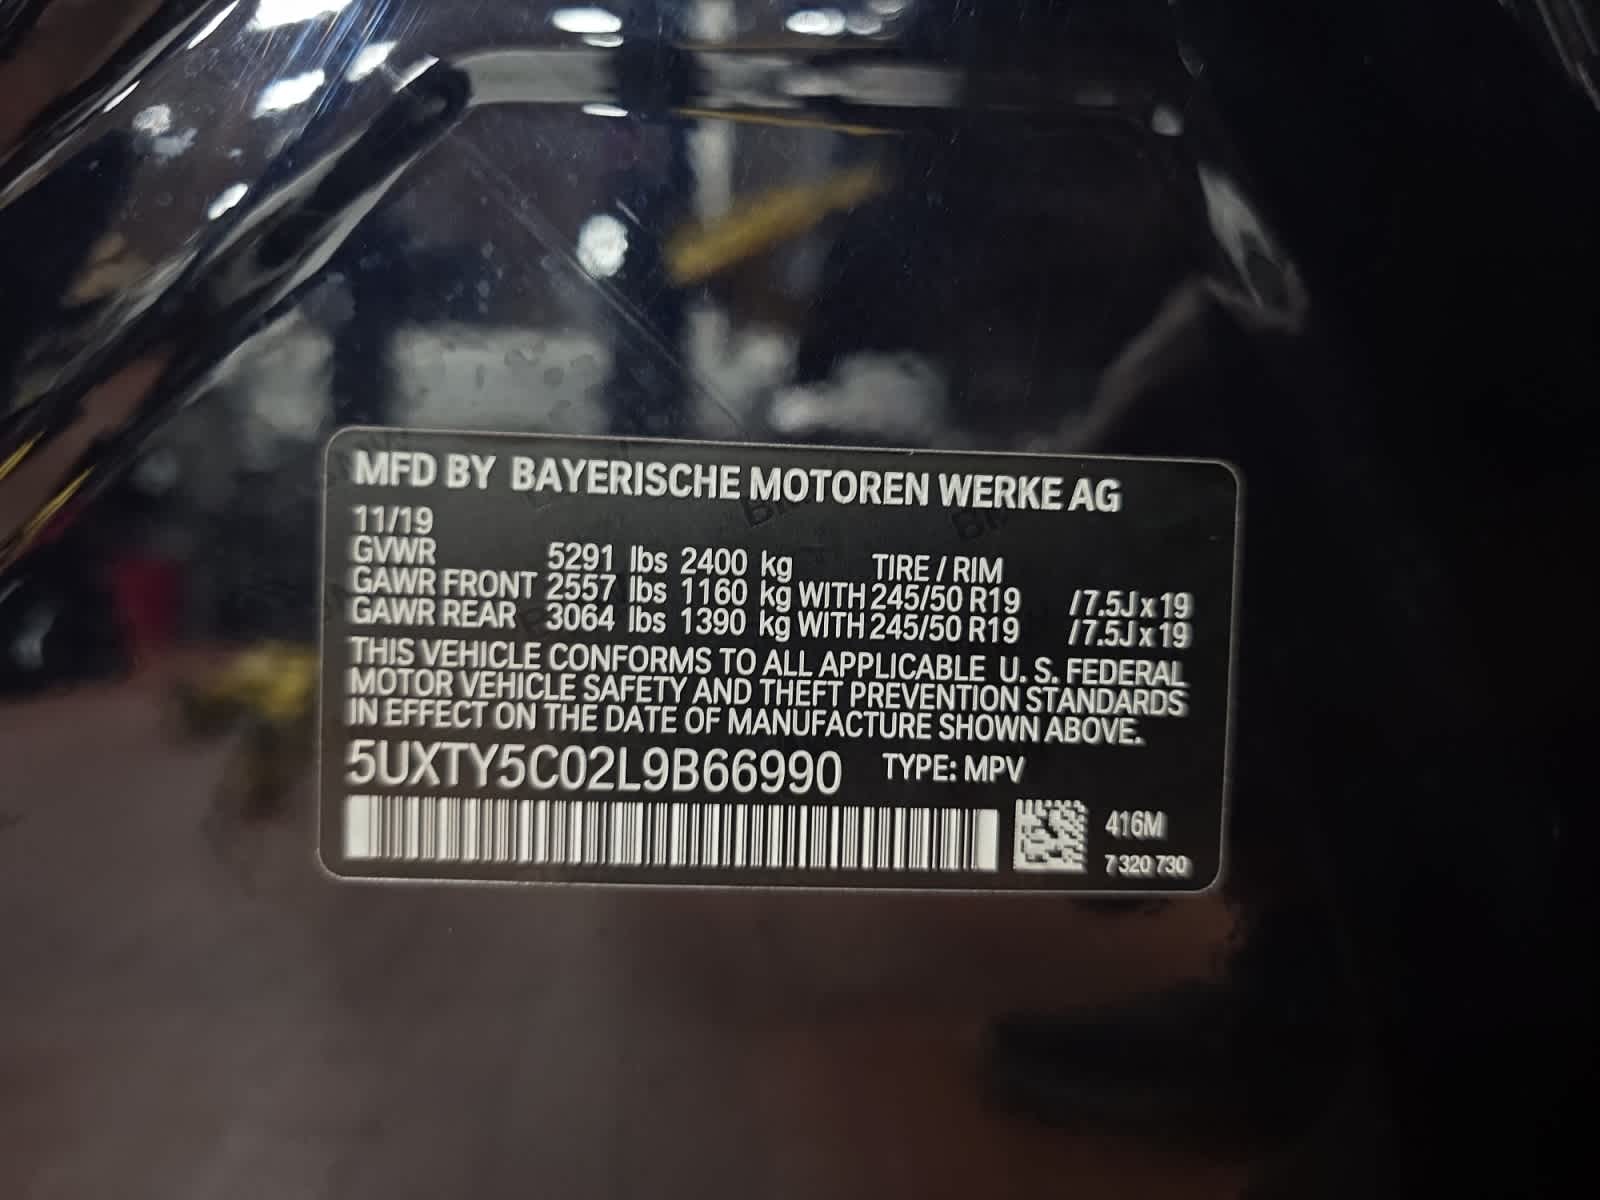 MFD BY BAYERISCHE MOTOREN WERKE AG
11/19
GVWR 5291 lbs 2400 kg TIRE / RIM
GAWR FRONT 2557 lbs 1160 kg WITH 245/50 R19 / 7.5J x 19
GAWR REAR 3064 lbs 1390 kg WITH 245/50 R19 / 7.5J x 19
THIS VEHICLE CONFORMS TO ALL APPLICABLE U. S. FEDERAL
MOTOR VEHICLE SAFETY AND THEFT PREVENTION STANDARDS
IN EFFECT ON THE DATE OF MANUFACTURE SHOWN ABOVE.
5UXTY5C02L9B66990 TYPE: MPV
416M
7 320 730